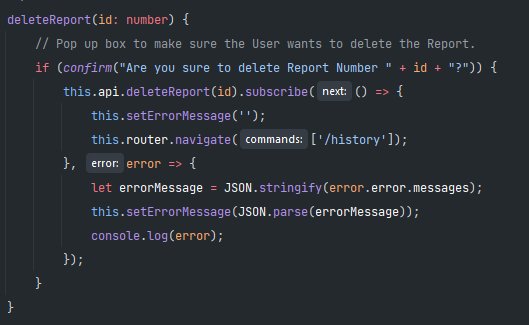 deleteReport(id: number) {
// Pop up box to make sure the User wants to delete the Report.
if (confirm("Are you sure to delete Report Number " + id + "?")) {
this.api.deleteReport(id).subscribe( next: () => {
this.setErrorMessage('');
this.router.navigate( commands: ['/history']);
}, error: error => {
let errorMessage = JSON.stringify(error.error.messages);
this.setErrorMessage(JSON.parse(errorMessage));
console.log(error);
});
}
}